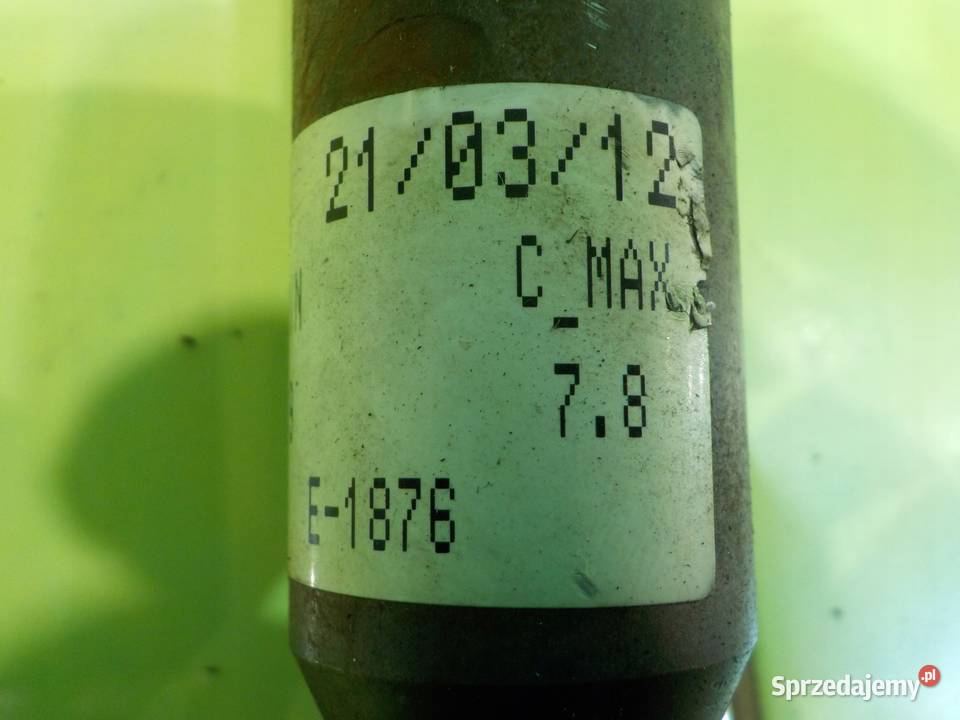 21/03/12
C_MAX
7.8
E-1876
Sprzedajemy.pl